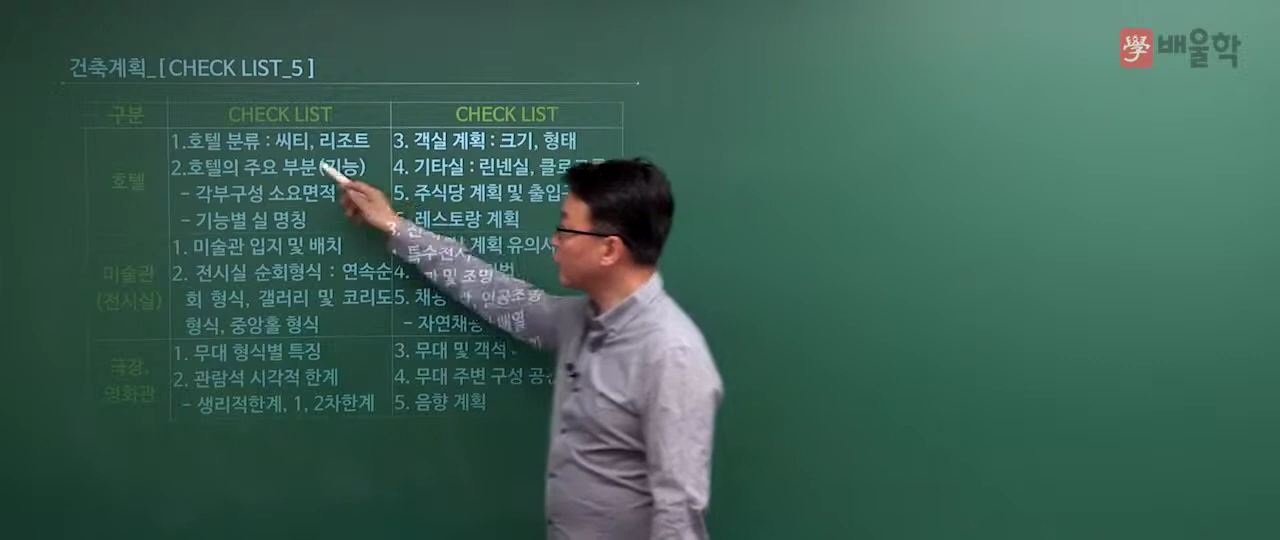 學 배울학
건축계획_[ CHECK LIST_5 ]
구분 CHECK LIST CHECK LIST
호텔
1.호텔 분류 : 씨티, 리조트
2.호텔의 주요 부분(기능)
- 각부구성 소요면적
- 기능별 실 명칭
3. 객실 계획 : 크기, 형태
4. 기타실 : 린넨실,
5. 주식당 계획 및
레스토랑 계획
미술관
(전시실)
1. 미술관 입지 및 배치
2. 전시실 순회형식 : 연속순
회 형식, 갤러리 및 코리도
형식, 중앙홀 형식
계획
특수전시
4.
및 조명
5.
- 자연채광
극장,
영화관
1. 무대 형식별 특징
2. 관람석 시각적 한계
- 생리적한계, 1, 2차한계
3. 무대 및 객석
4. 무대 주변 구성
5. 음향 계획